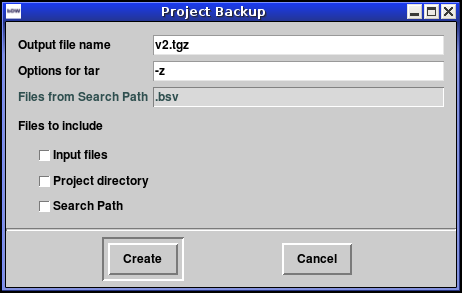 Project Backup
Output file name v2.tgz
Options for tar -z
Files from Search Path .bsv
Files to include
Input files
Project directory
Search Path
Create Cancel